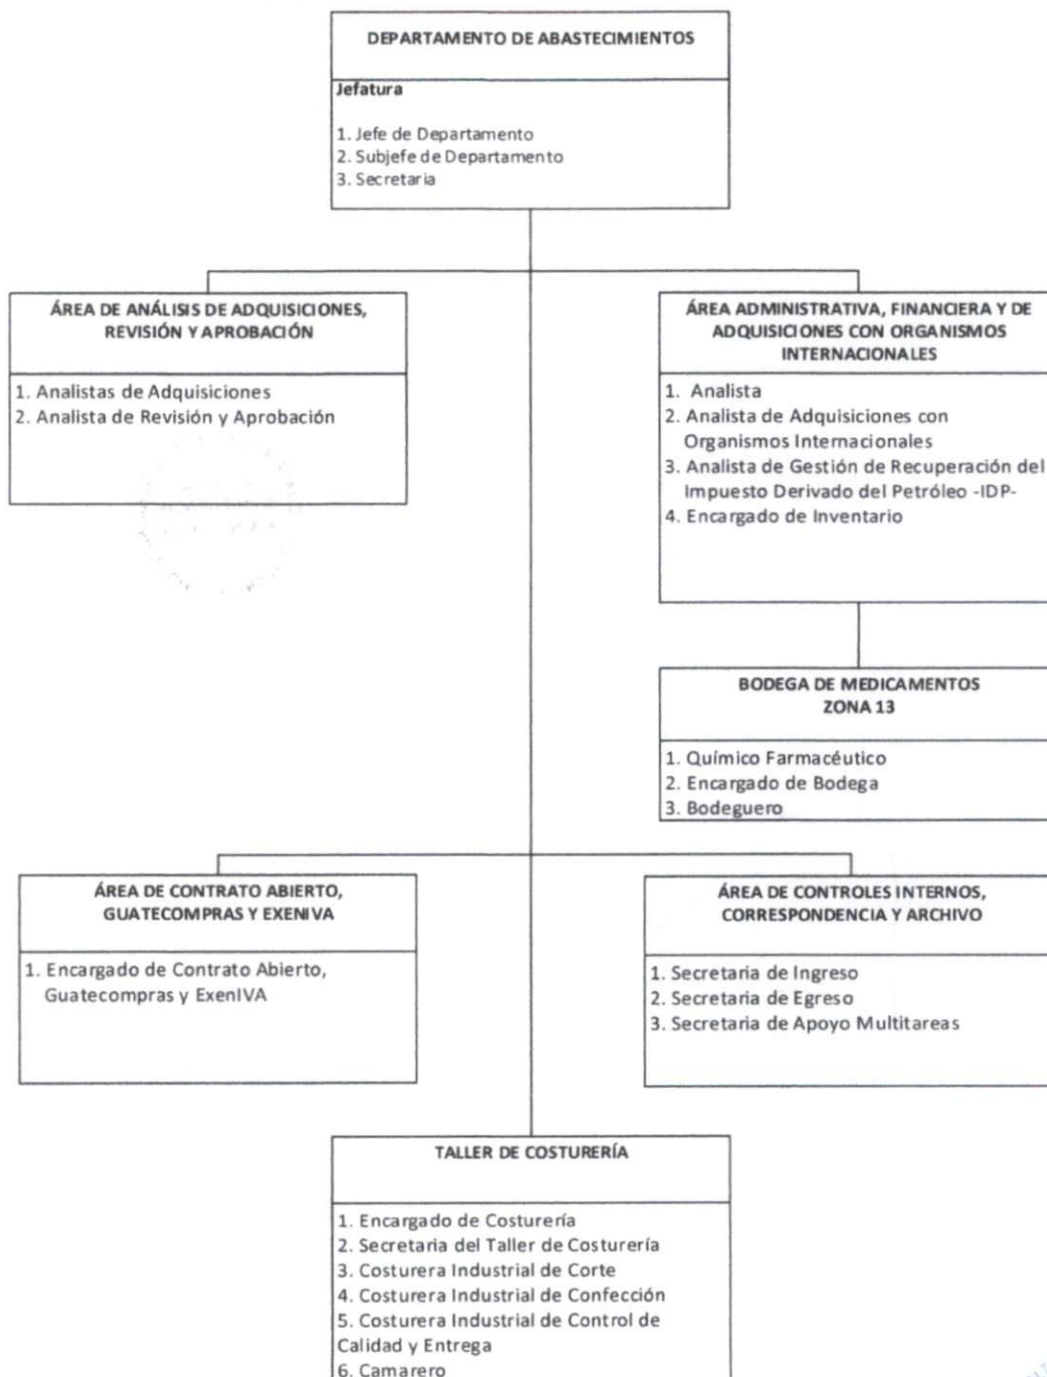 DEPARTAMENTO DE ABASTECIMIENTOS
Jefatura
1. Jefe de Departamento
2. Subjefe de Departamento
3. Secretaria
ÁREA DE ANÁLISIS DE ADQUISICIONES,
REVISIÓN Y APROBACIÓN
1. Analistas de Adquisiciones
2. Analista de Revisión y Aprobación
ÁREA ADMINISTRATIVA, FINANCIERA Y DE
ADQUISICIONES CON ORGANISMOS
INTERNACIONALES
1. Analista
2. Analista de Adquisiciones con
Organismos Internacionales
3. Analista de Gestión de Recuperación del
Impuesto Derivado del Petróleo -IDP-
4. Encargado de Inventario
BODEGA DE MEDICAMENTOS
ZONA 13
1. Químico Farmacéutico
2. Encargado de Bodega
3. Bodeguero
ÁREA DE CONTRATO ABIERTO,
GUATECOMPRAS Y EXENIVA
1. Encargado de Contrato Abierto,
Guatecompras y ExenIVA
ÁREA DE CONTROLES INTERNOS,
CORRESPONDENCIA Y ARCHIVO
1. Secretaria de Ingreso
2. Secretaria de Egreso
3. Secretaria de Apoyo Multitareas
TALLER DE COSTURERÍA
1. Encargado de Costurería
2. Secretaria del Taller de Costurería
3. Costurera Industrial de Corte
4. Costurera Industrial de Confección
5. Costurera Industrial de Control de
Calidad y Entrega
6. Camarero